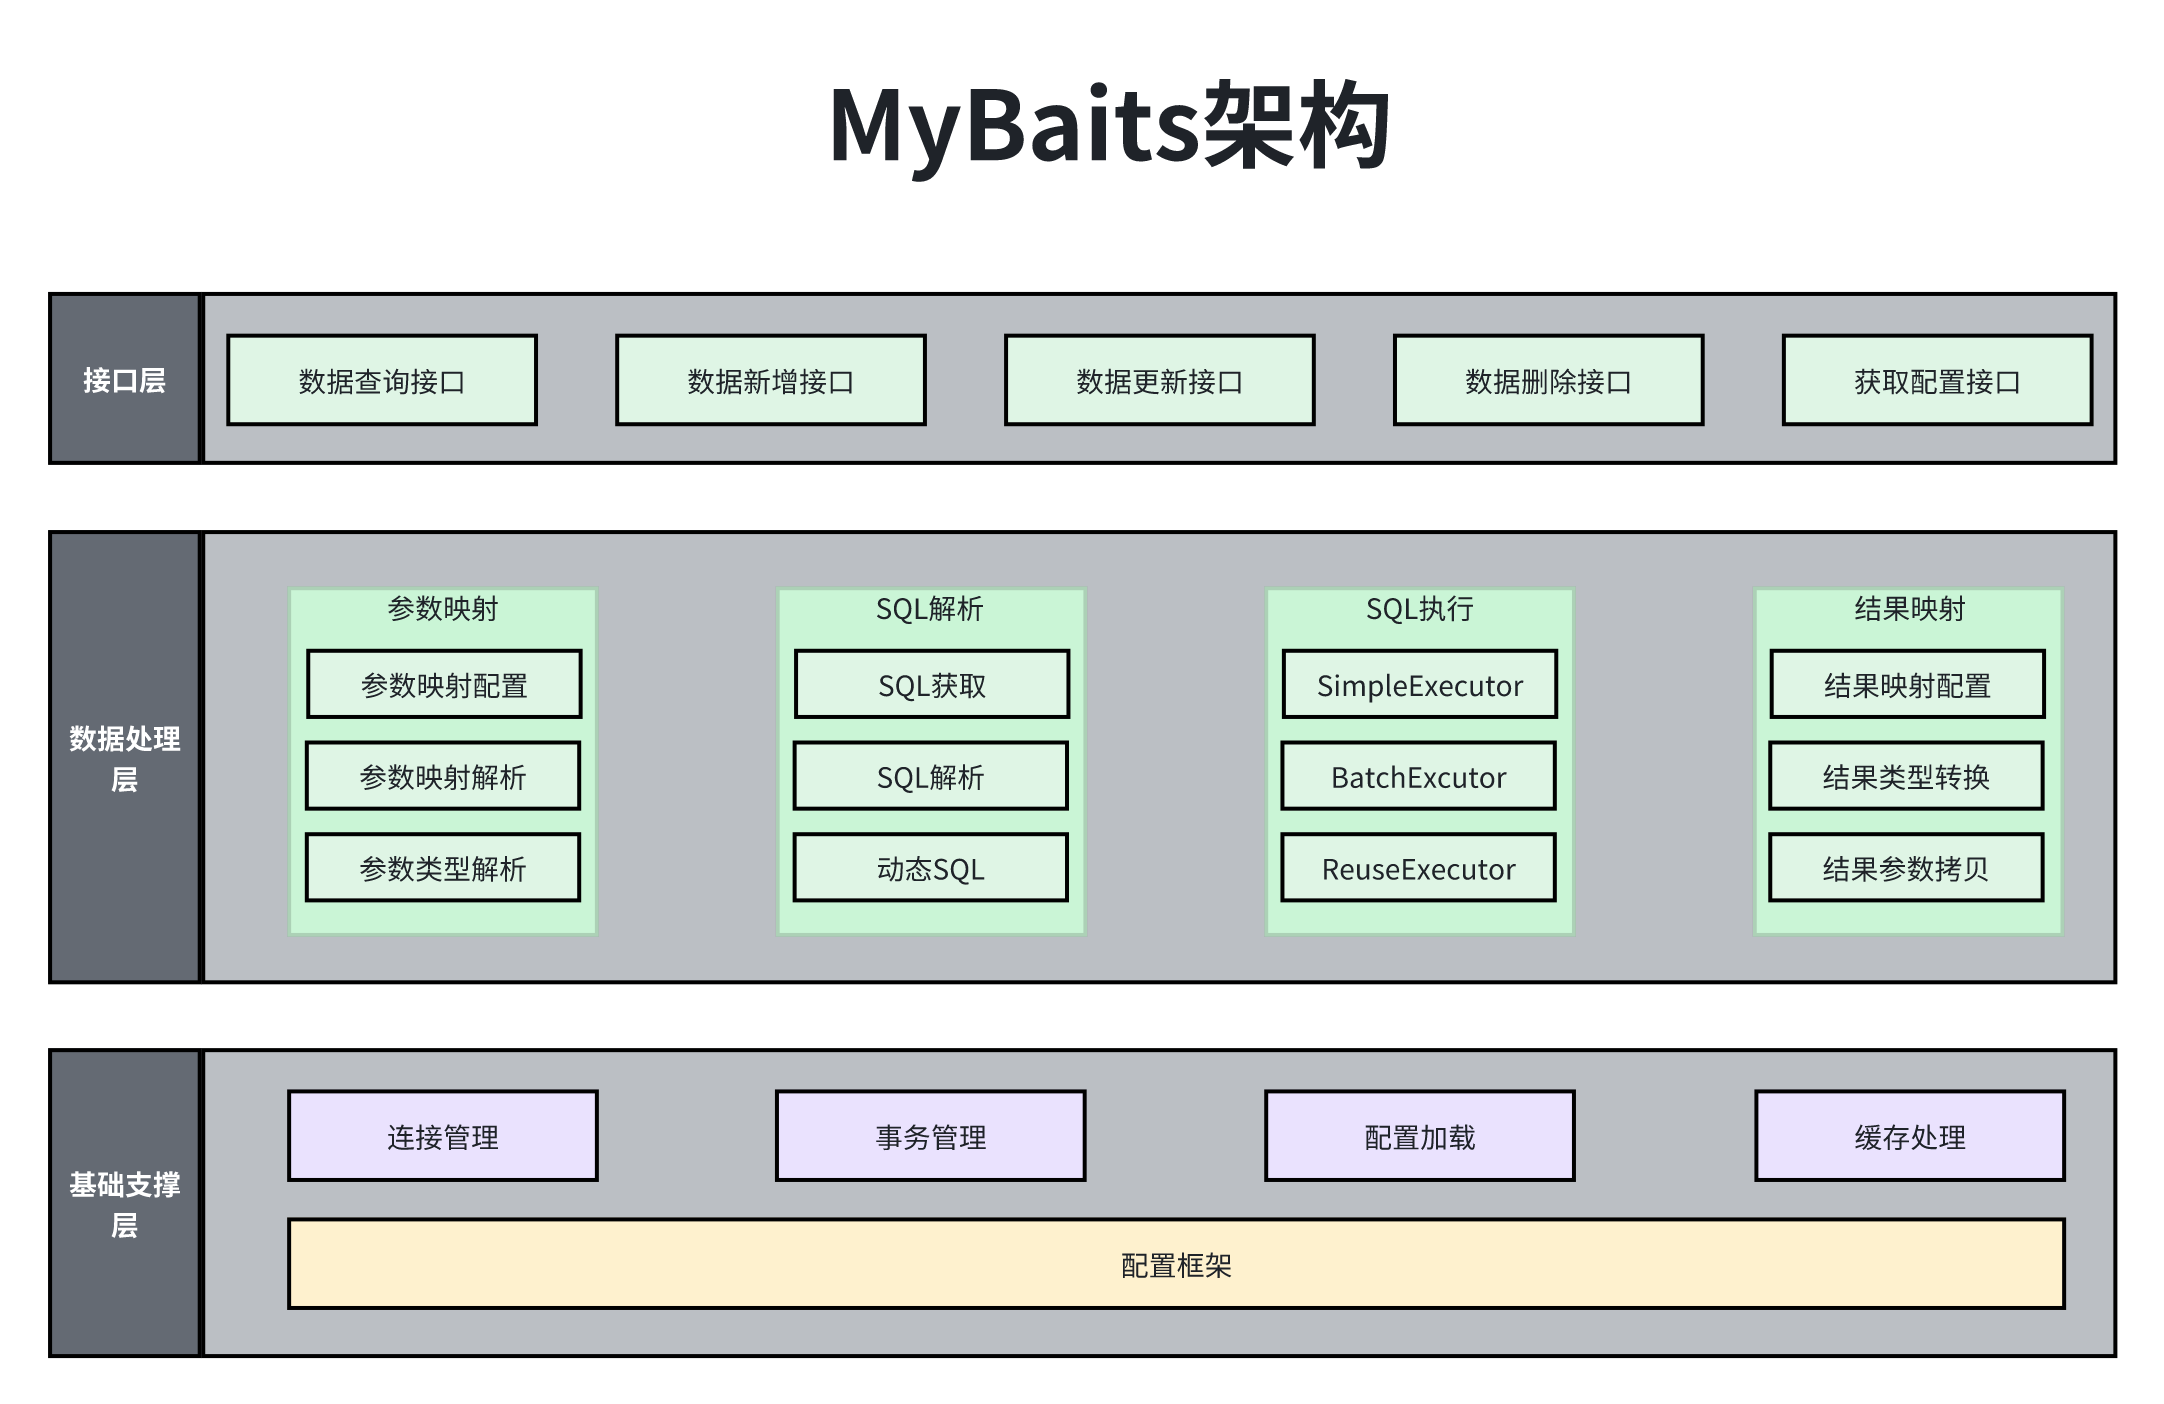 MyBaits架构
接口层
数据查询接口
数据新增接口
数据更新接口
数据删除接口
获取配置接口
数据处理
层
参数映射
参数映射配置
参数映射解析
参数类型解析
SQL解析
SQL获取
SQL解析
动态SQL
SQL执行
SimpleExecutor
BatchExcutor
ReuseExecutor
结果映射
结果映射配置
结果类型转换
结果参数拷贝
基础支撑
层
连接管理
事务管理
配置加载
缓存处理
配置框架